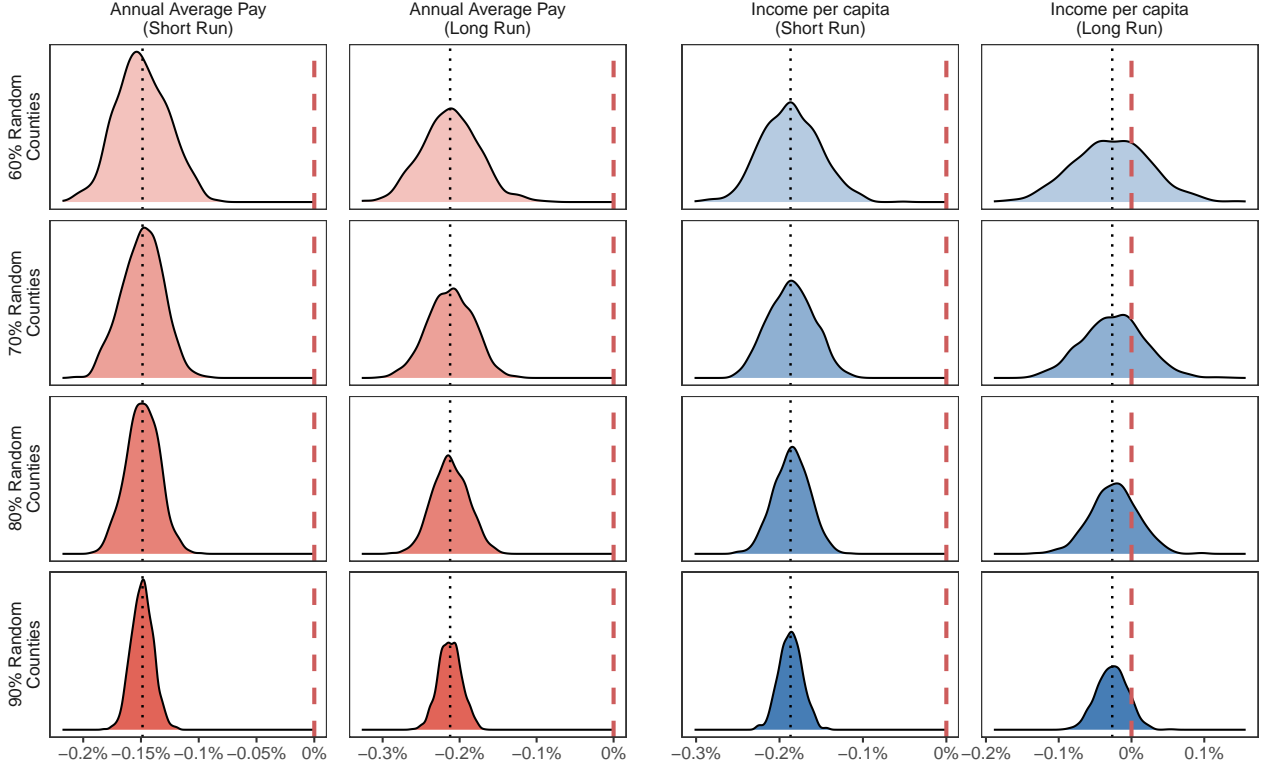 Annual Average Pay
(Short Run)
Annual Average Pay
(Long Run)
Income per capita
(Short Run)
Income per capita
(Long Run)
60% Random
Counties
70% Random
Counties
80% Random
Counties
90% Random
Counties
−0.2% −0.15% −0.1% −0.05% 0%
−0.3% −0.2% −0.1% 0%
−0.3% −0.2% −0.1% 0%
−0.2% −0.1% 0% 0.1%